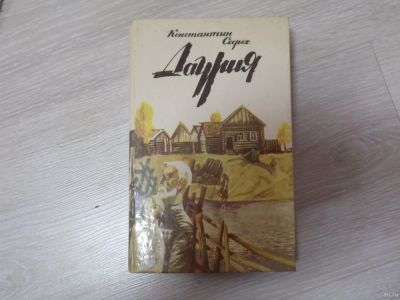 Константин
Седых
Даурия